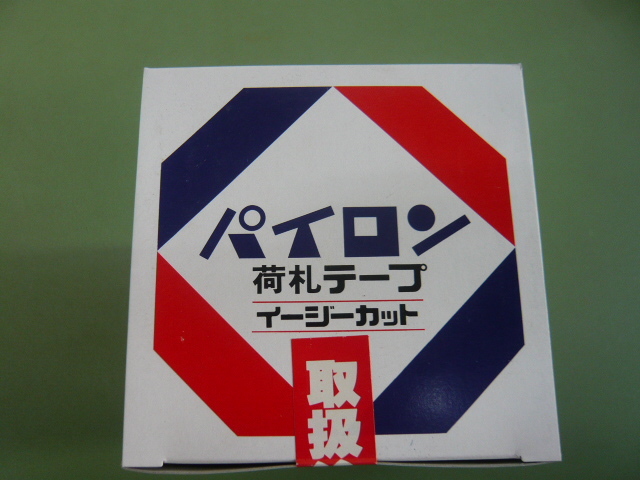 パイロン
荷札テープ
イージーカット
取扱